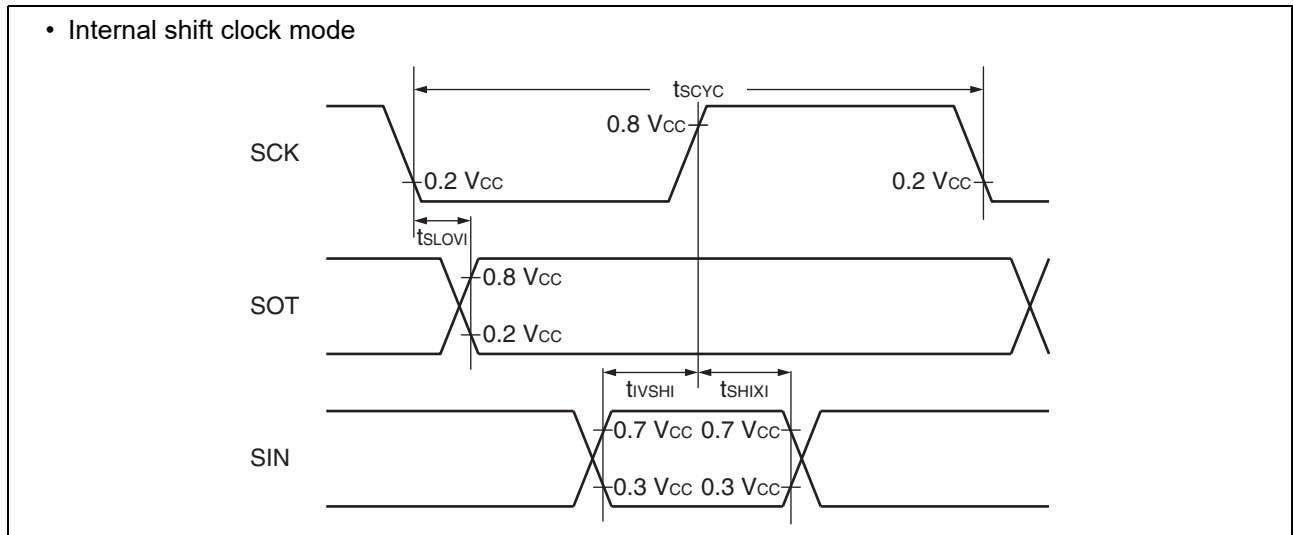 • Internal shift clock mode
tSCYC
0.8 VCC
SCK
0.2 VCC 0.2 VCC
tSLOVI
0.8 VCC
SOT
0.2 VCC
tIVSHI tSHIXI
0.7 VCC 0.7 VCC
SIN
0.3 VCC 0.3 VCC